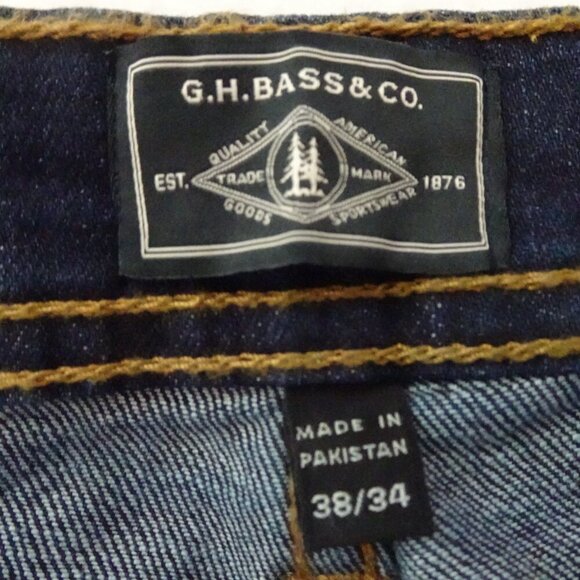 G.H.BASS&CO.
QUALITY AMERICAN
EST. TRADE MARK 1876
GOODS SPORTSWEAR
MADE IN
PAKISTAN
38/34